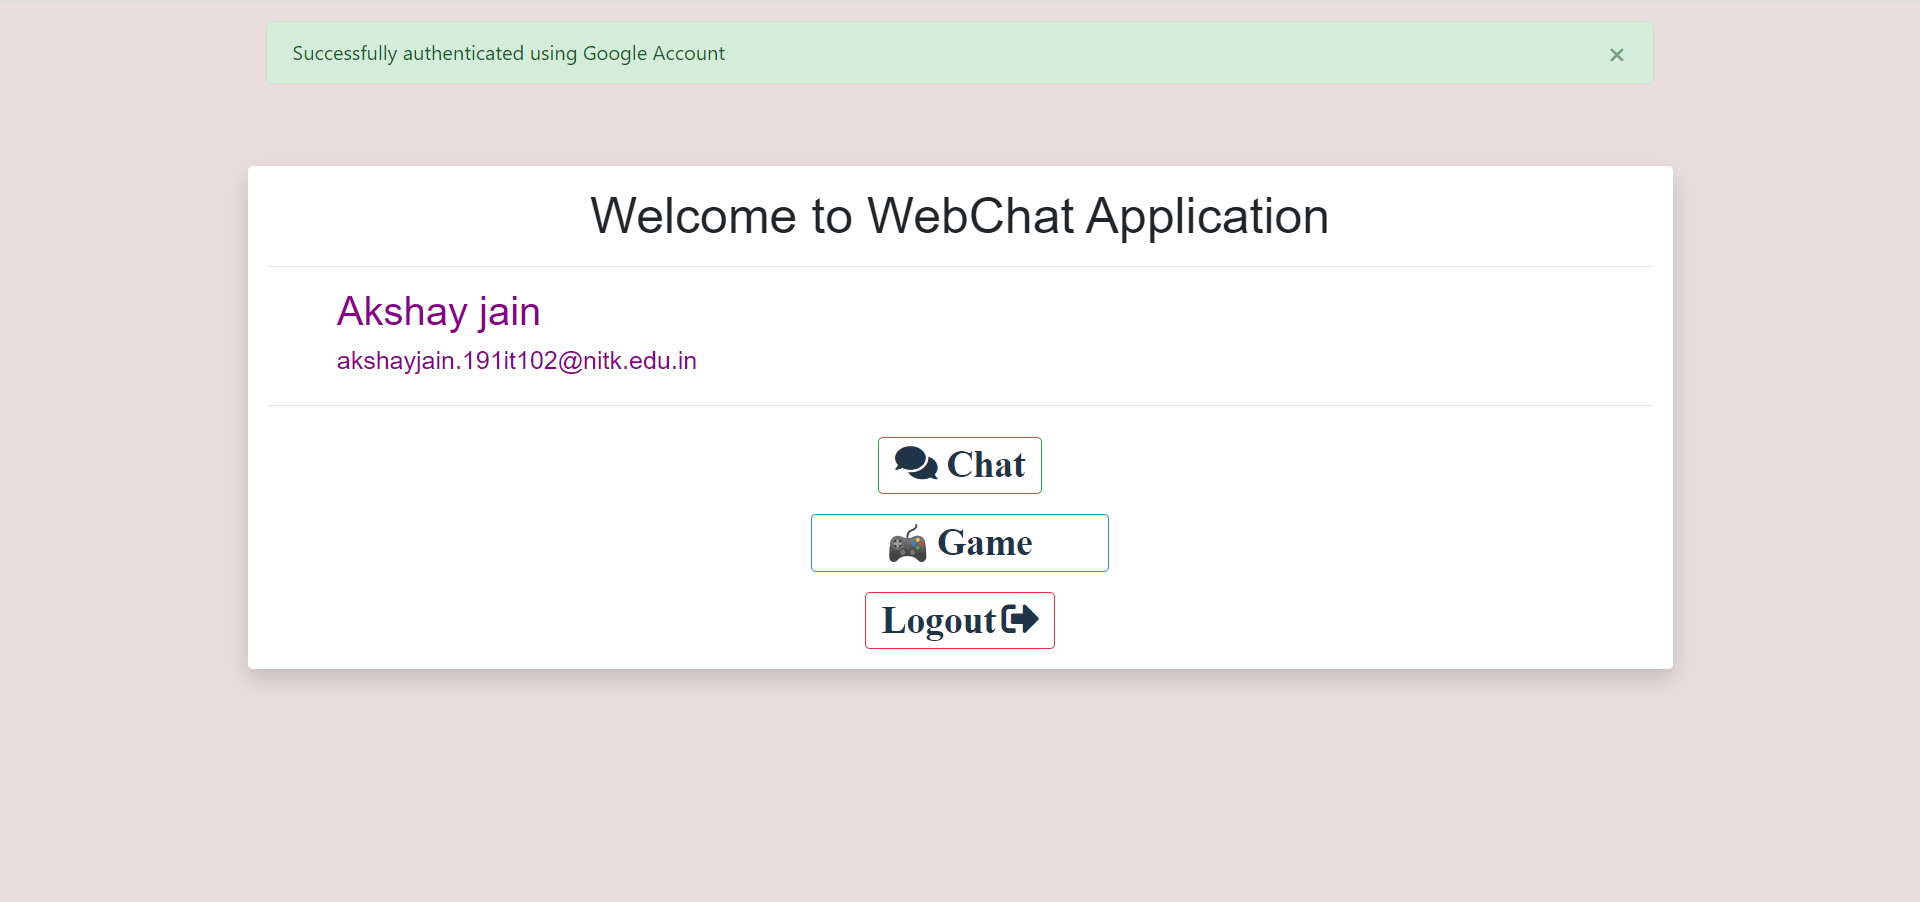 Successfully authenticated using Google Account ×
Welcome to WebChat Application
Akshay jain
akshayjain.191it102@nitk.edu.in
Chat
Game
Logout